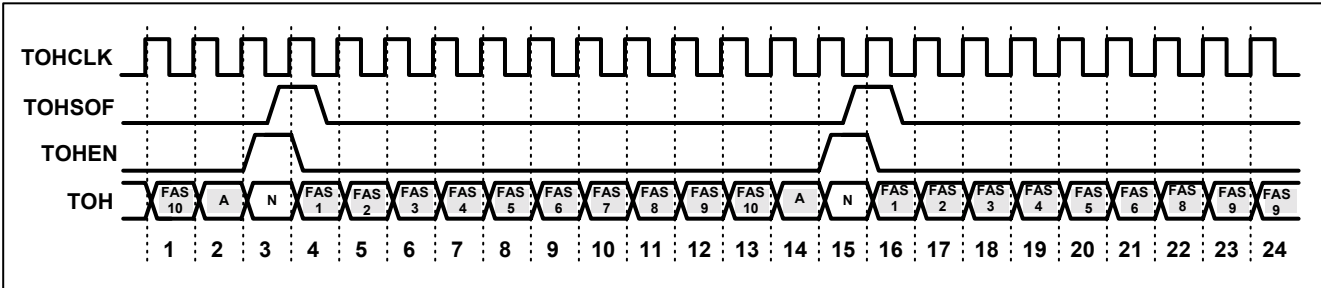 TOHCLK
TOHSOF
TOHEN
TOH FAS 10 A N FAS 1 FAS 2 FAS 3 FAS 4 FAS 5 FAS 6 FAS 7 FAS 8 FAS 9 FAS 10 A N FAS 1 FAS 2 FAS 3 FAS 4 FAS 5 FAS 6 FAS 8 FAS 9 FAS 9
1 2 3 4 5 6 7 8 9 10 11 12 13 14 15 16 17 18 19 20 21 22 23 24